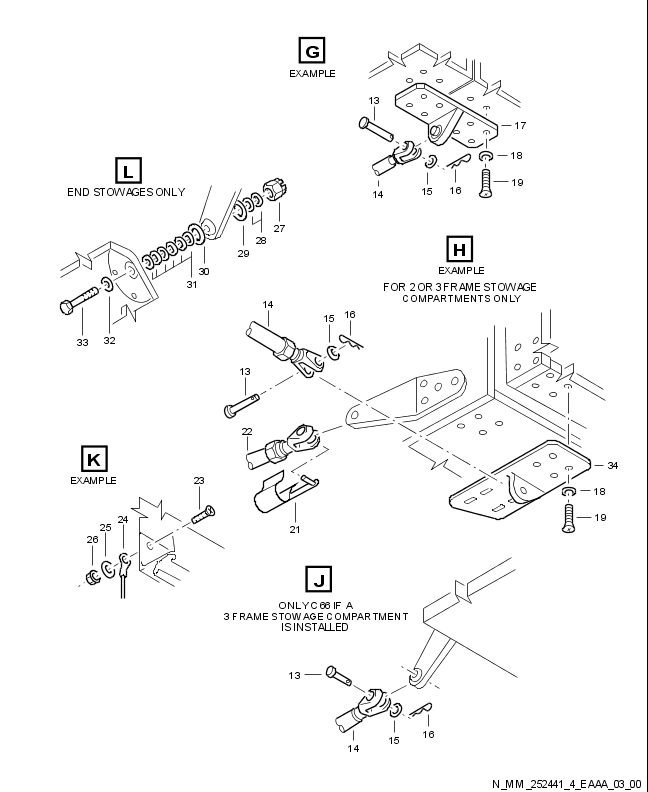 G
EXAMPLE
13
17
18
14
15
16
19
L
END STOWAGES ONLY
27
28
29
30
31
32
33
H
EXAMPLE
FOR 2 OR 3 FRAME STOWAGE
COMPARTMENTS ONLY
14
15
16
13
22
21
34
18
19
K
EXAMPLE
23
24
25
26
J
ONLY C66 IF A
3 FRAME STOWAGE COMPARTMENT
IS INSTALLED
13
14
15
16
N_MM_252441_4_EAAA_03_00